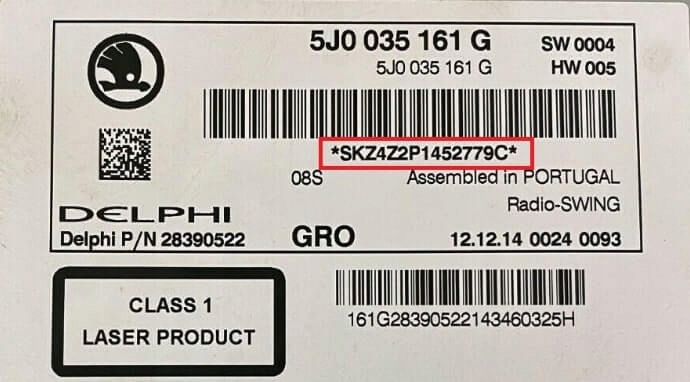 5J0 035 161 G SW 0004
5J0 035 161 G HW 005
*SKZ4Z2P1452779C*
08S Assembled in PORTUGAL
Radio-SWING
DELPHI
Delphi P/N 28390522 GRO 12.12.14 0024 0093
CLASS 1
LASER PRODUCT
161G28390522143460325H